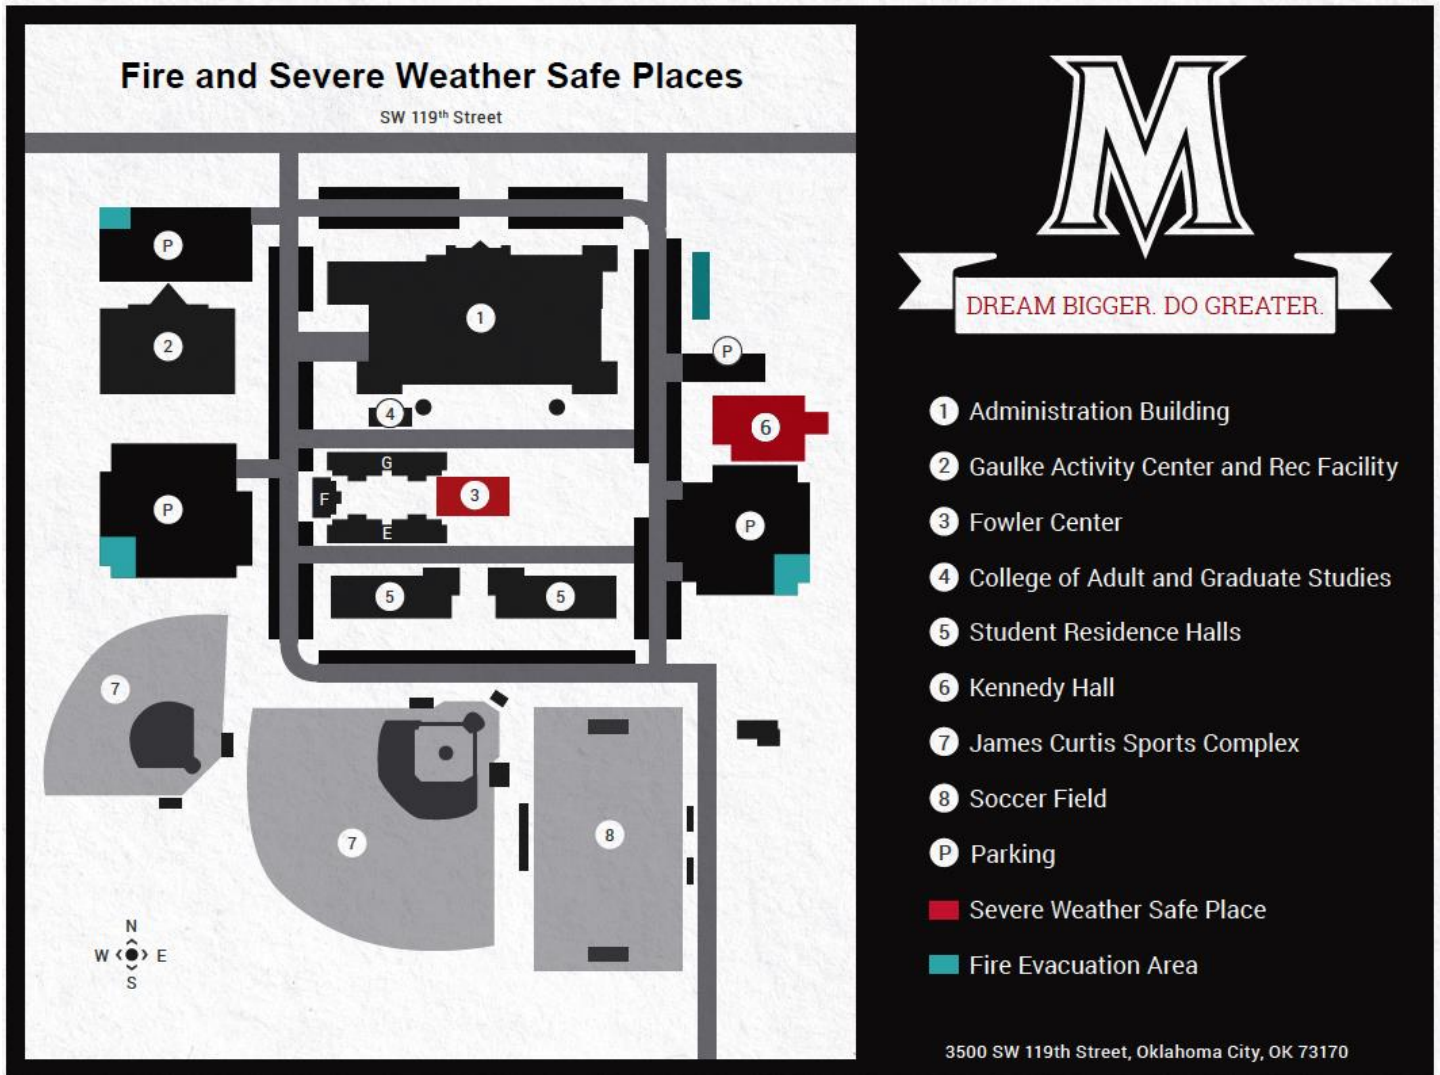 Fire and Severe Weather Safe Places
SW 119th Street
P
1
2
P
4
6
G
F
3
E
P
P
5
5
7
7
8
N
W E
S
M
DREAM BIGGER. DO GREATER.
1 Administration Building
2 Gaulke Activity Center and Rec Facility
3 Fowler Center
4 College of Adult and Graduate Studies
5 Student Residence Halls
6 Kennedy Hall
7 James Curtis Sports Complex
8 Soccer Field
P Parking
Severe Weather Safe Place
Fire Evacuation Area
3500 SW 119th Street, Oklahoma City, OK 73170